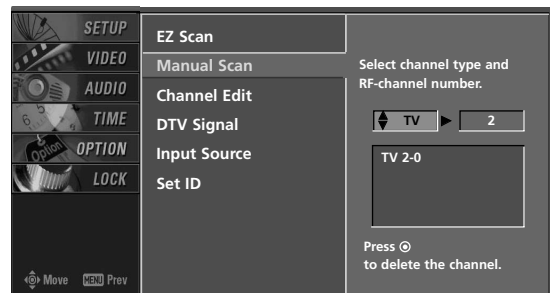 SETUP
VIDEO
AUDIO
TIME
OPTION
LOCK
Move MENU Prev
EZ Scan
Manual Scan
Channel Edit
DTV Signal
Input Source
Set ID
Select channel type and
RF-channel number.
TV 2
TV 2-0
Press
to delete the channel.